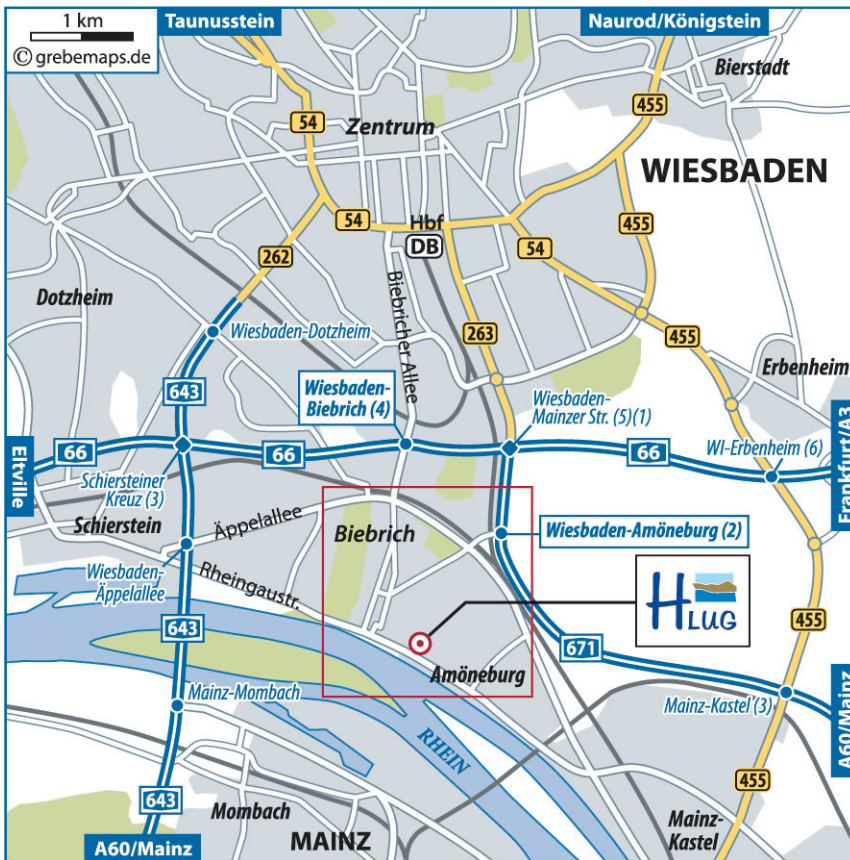 1 km
© grebemaps.de
Taunusstein
Naurod/Königstein
Bierstadt
455
54
Zentrum
WIESBADEN
54
Hbf
DB
455
54
262
Dotzheim
Biebricher Allee
263
455
Wiesbaden-Dotzheim
Erbenheim
643
Wiesbaden-
Biebrich (4)
Wiesbaden-
Mainzer Str. (5)(1)
Eltville
66
66
66
WI-Erbenheim (6)
Frankfurt/A3
Schiersteiner
Kreuz (3)
Schierstein
Äppelallee
Biebrich
Wiesbaden-Amöneburg (2)
Wiesbaden-
Äppelallee
Rheingaustr.
HLUG
643
671
455
Amöneburg
Mainz-Mombach
Mainz-Kastel (3)
A60/Mainz
RHEIN
643
455
Mombach
Mainz-
Kastel
MAINZ
A60/Mainz